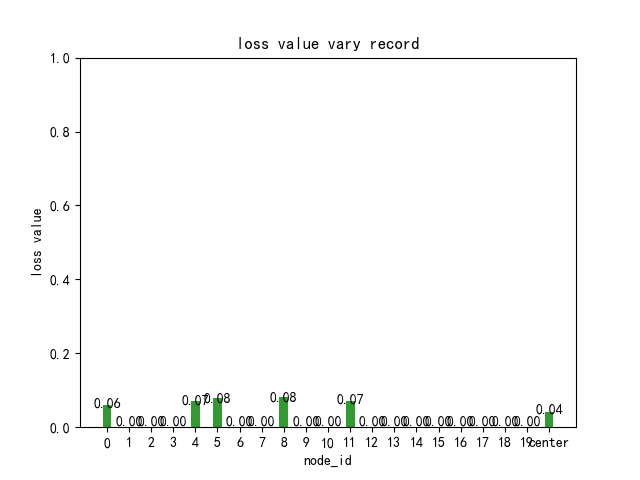 loss value vary record
1.0
0.8
0.6
0.4
0.2
0.0
loss value
0.06 0.00 0.00 0.00 0.07 0.08 0.00 0.00 0.08 0.00 0.00 0.07 0.00 0.00 0.00 0.00 0.00 0.00 0.00 0.00 0.04
0 1 2 3 4 5 6 7 8 9 10 11 12 13 14 15 16 17 18 19 center
node_id